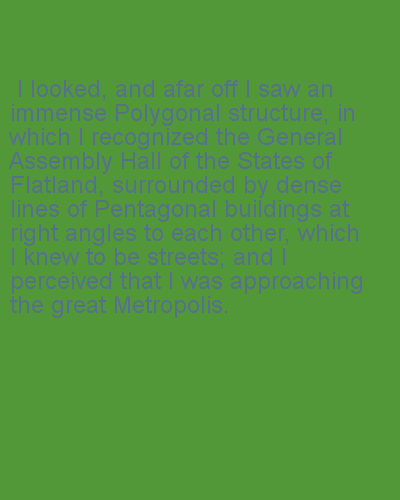 I looked, and afar off I saw an
immense Polygonal structure, in
which I recognized the General
Assembly Hall of the States of
Flatland, surrounded by dense
lines of Pentagonal buildings at
right angles to each other, which
I knew to be streets; and I
perceived that I was approaching
the great Metropolis.